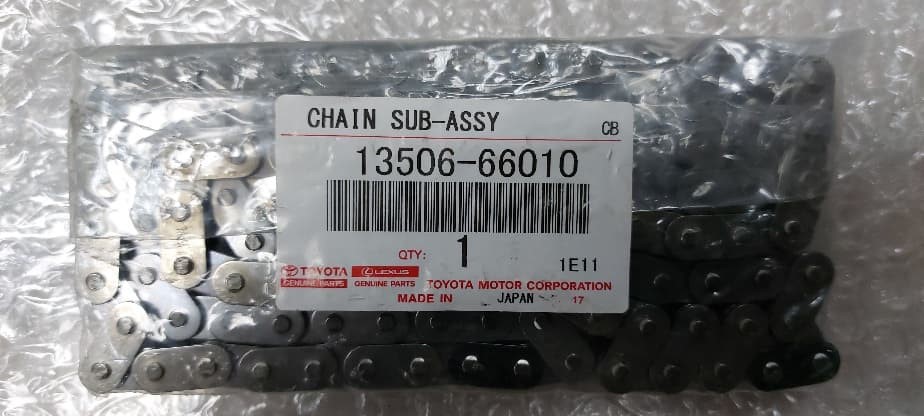 CHAIN SUB-ASSY CB
13506-66010
QTY: 1 1E11
TOYOTA LEXUS
GENUINE PARTS GENUINE PARTS TOYOTA MOTOR CORPORATION
MADE IN JAPAN 17